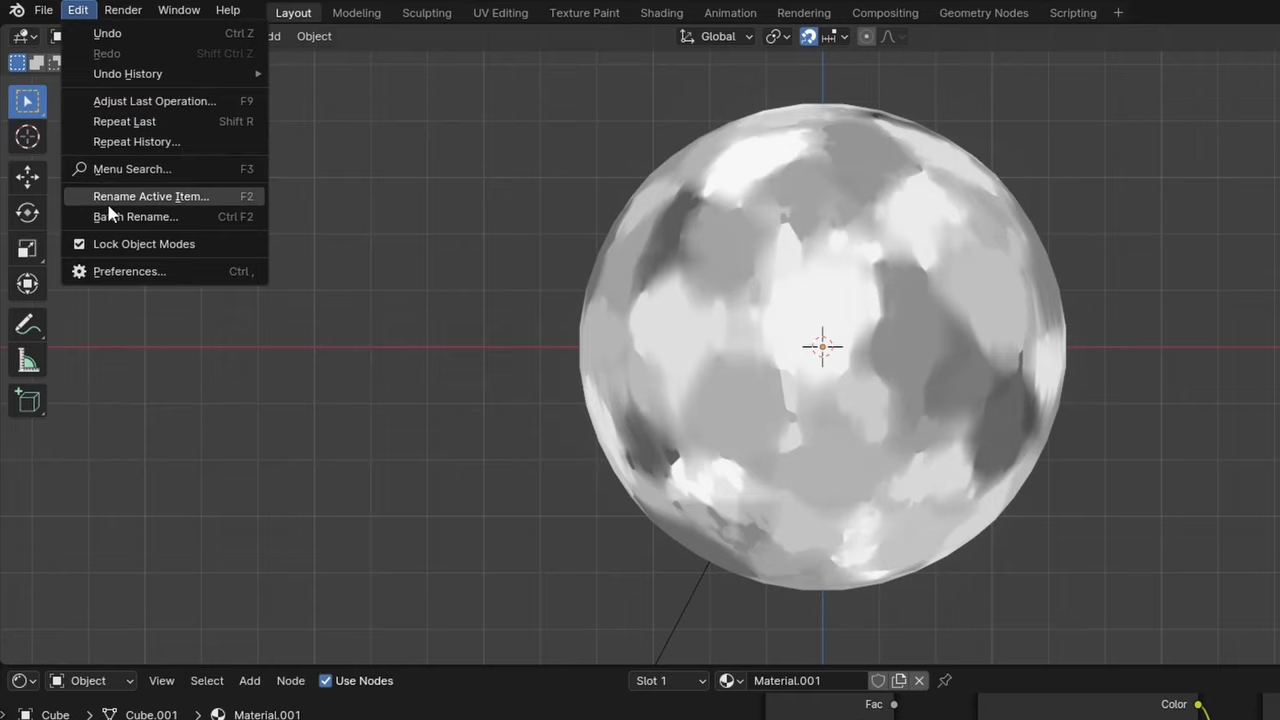 File Edit Render Window Help Layout Modeling Sculpting UV Editing Texture Paint Shading Animation Rendering Compositing Geometry Nodes Scripting
dd Object Global
Undo Ctrl Z
Redo Shift Ctrl Z
Undo History
Adjust Last Operation... F9
Repeat Last Shift R
Repeat History...
Menu Search... F3
Rename Active Item... F2
Batch Rename... Ctrl F2
Lock Object Modes
Preferences... Ctrl ,
Object View Select Add Node Use Nodes Slot 1 Material.001
Cube Cube.001 Material.001 Fac Color